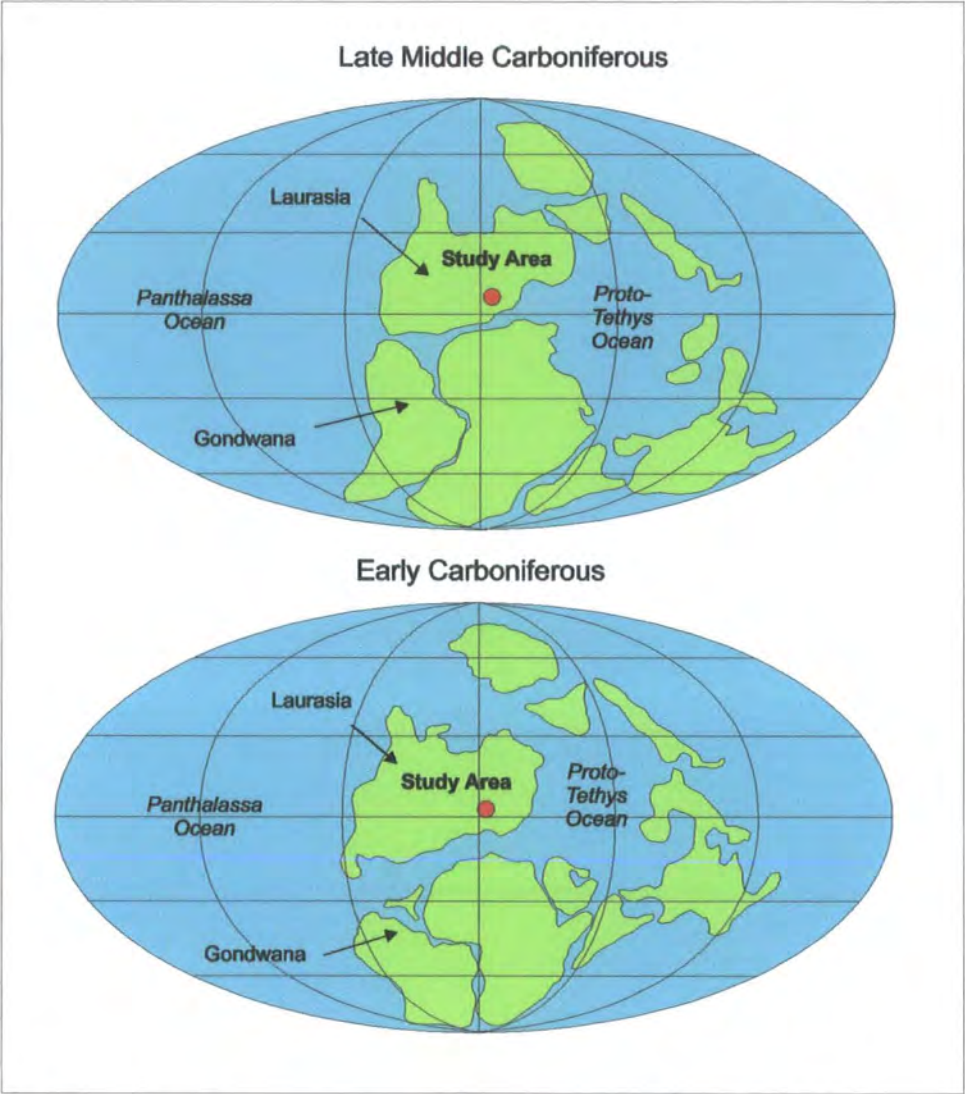 Late Middle Carboniferous
Laurasia
Study Area
Panthalassa
Ocean
Proto-
Tethys
Ocean
Gondwana
Early Carboniferous
Laurasia
Study Area
Proto-
Tethys
Ocean
Panthalassa
Ocean
Gondwana